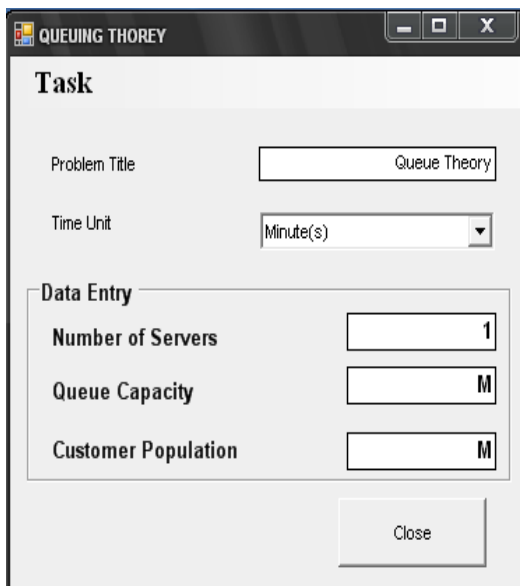 QUEUING THOREY
Task
Problem Title
Queue Theory
Time Unit
Minute(s)
Data Entry
Number of Servers
1
Queue Capacity
M
Customer Population
M
Close